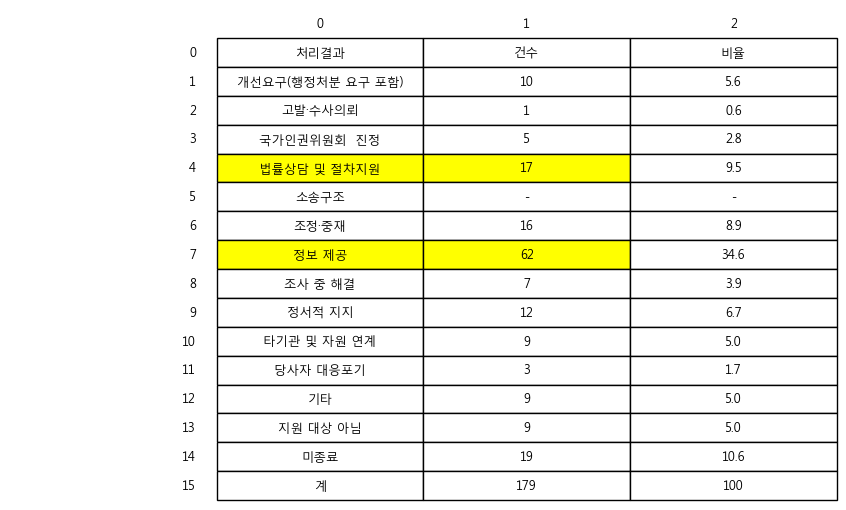 0 1 2
0 처리결과 건수 비율
1 개선요구(행정처분 요구 포함) 10 5.6
2 고발·수사의뢰 1 0.6
3 국가인권위원회 진정 5 2.8
4 법률상담 및 절차지원 17 9.5
5 소송구조 - -
6 조정·중재 16 8.9
7 정보 제공 62 34.6
8 조사 중 해결 7 3.9
9 정서적 지지 12 6.7
10 타기관 및 자원 연계 9 5.0
11 당사자 대응포기 3 1.7
12 기타 9 5.0
13 지원 대상 아님 9 5.0
14 미종료 19 10.6
15 계 179 100